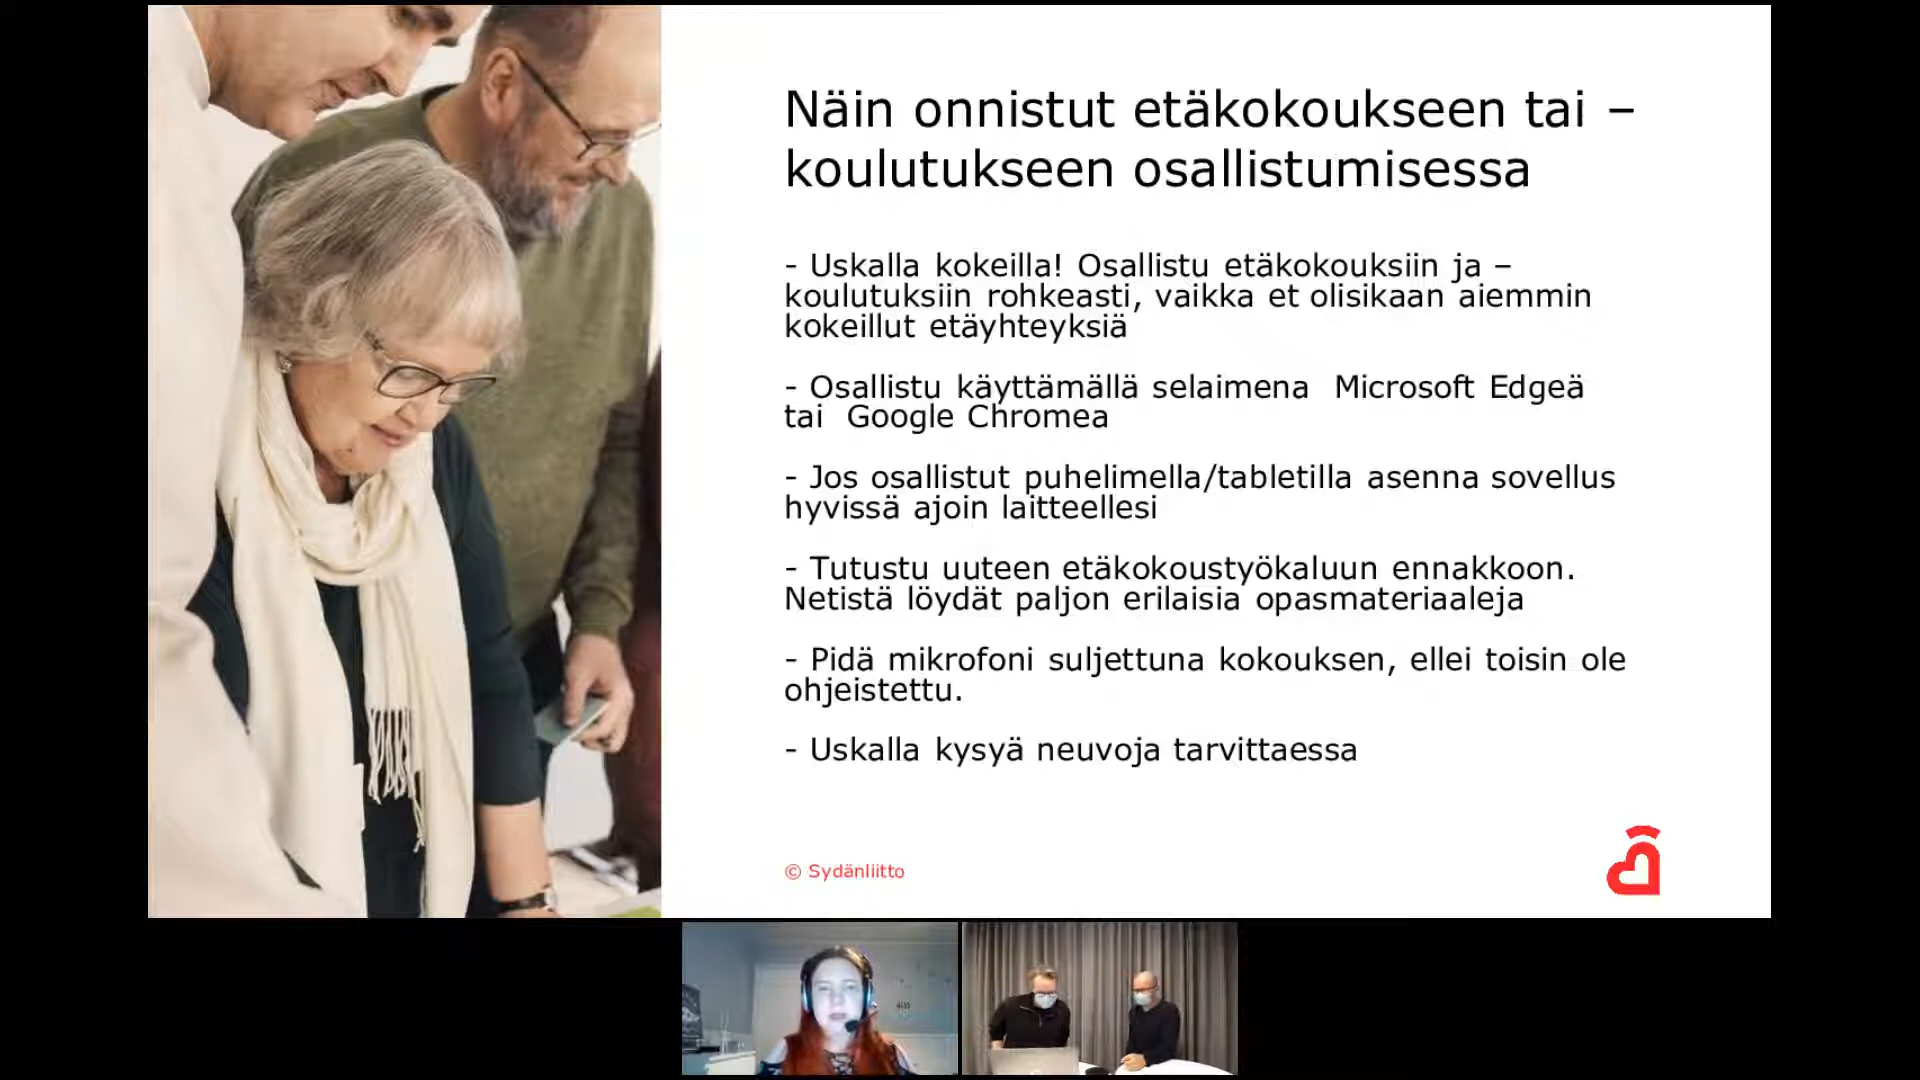 Näin onnistut etäkokoukseen tai –
koulutukseen osallistumisessa
- Uskalla kokeilla! Osallistu etäkokouksiin ja –
koulutuksiin rohkeasti, vaikka et olisikaan aiemmin
kokeillut etäyhteyksiä
- Osallistu käyttämällä selaimena Microsoft Edgeä
tai Google Chromea
- Jos osallistut puhelimella/tabletilla asenna sovellus
hyvissä ajoin laitteellesi
- Tutustu uuteen etäkokoustyökaluun ennakkoon.
Netistä löydät paljon erilaisia opasmateriaaleja
- Pidä mikrofoni suljettuna kokouksen, ellei toisin ole
ohjeistettu.
- Uskalla kysyä neuvoja tarvittaessa
© Sydänliitto